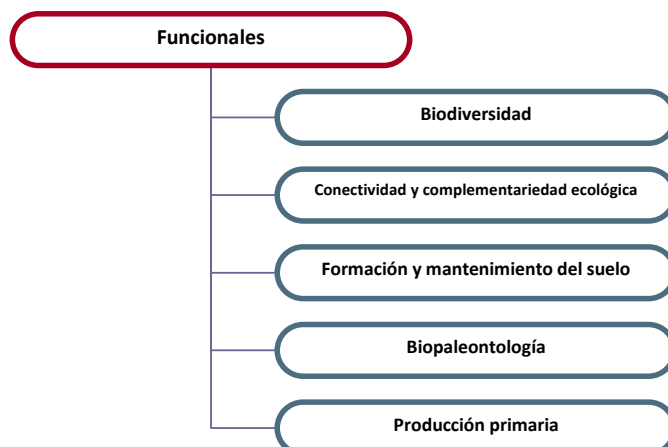 Funcionales
Biodiversidad
Conectividad y complementariedad ecológica
Formación y mantenimiento del suelo
Biopaleontología
Producción primaria